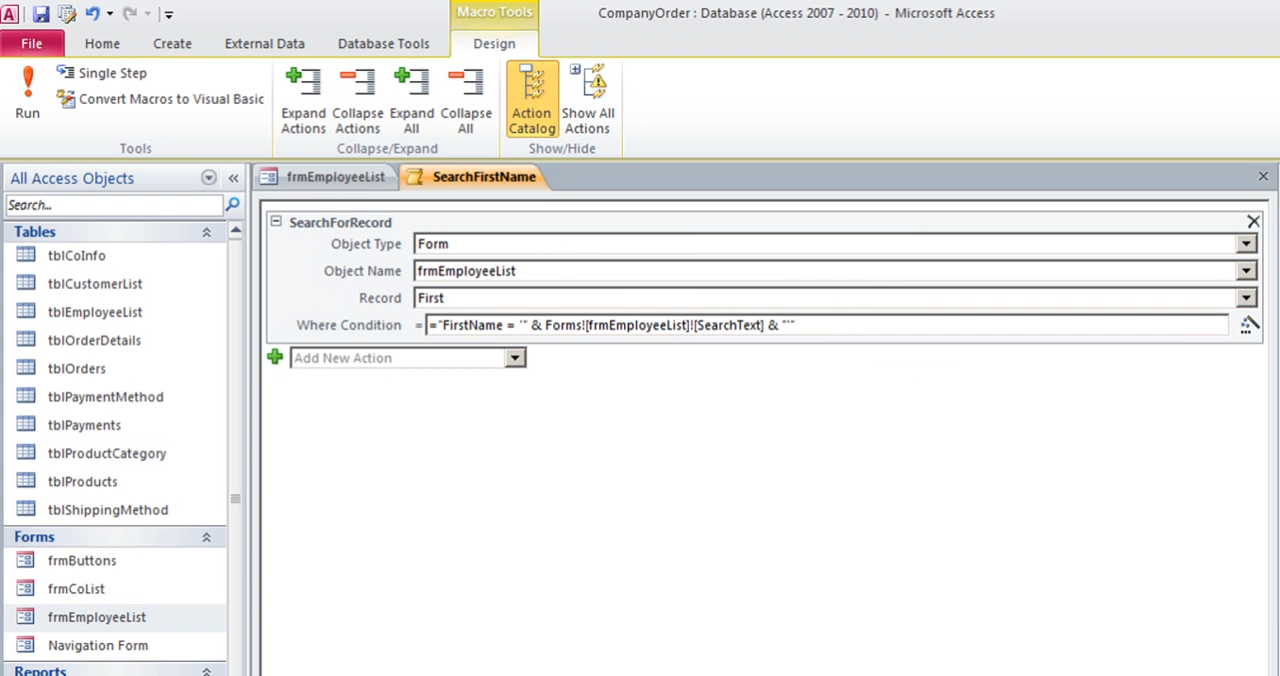 Macro Tools
CompanyOrder : Database (Access 2007 - 2010) - Microsoft Access
File Home Create External Data Database Tools Design
Run
Single Step
Convert Macros to Visual Basic
Tools
Expand Actions
Collapse Actions
Expand All
Collapse All
Collapse/Expand
Action Catalog
Show All Actions
Show/Hide
All Access Objects
Search...
Tables
tblCoInfo
tblCustomerList
tblEmployeeList
tblOrderDetails
tblOrders
tblPaymentMethod
tblPayments
tblProductCategory
tblProducts
tblShippingMethod
Forms
frmButtons
frmCoList
frmEmployeeList
Navigation Form
Reports
frmEmployeeList SearchFirstName
SearchForRecord
Object Type Form
Object Name frmEmployeeList
Record First
Where Condition = ="FirstName = '" & Forms![frmEmployeeList]![SearchText] & "'"
Add New Action